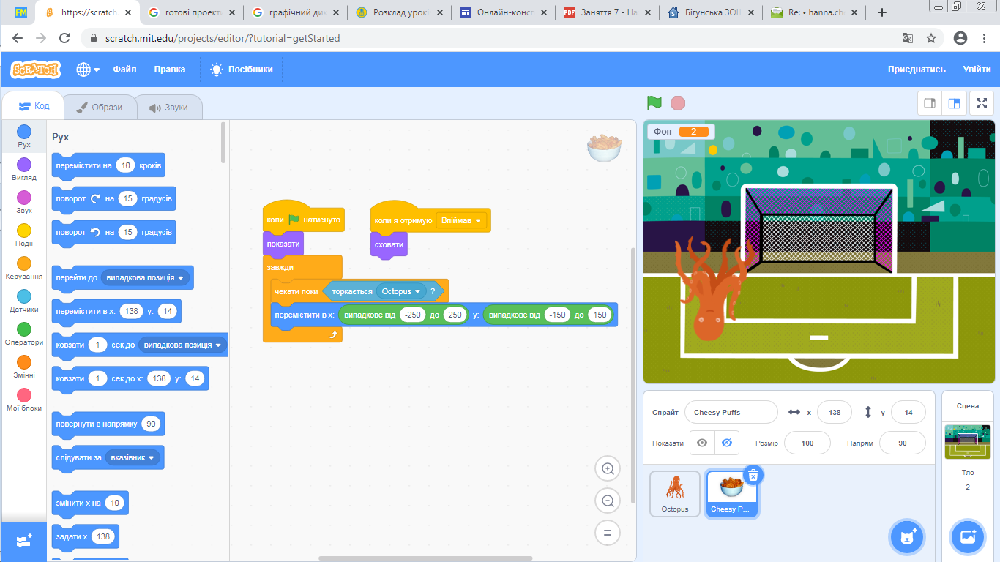 https://scratch
готові проект
графічний ди
Розклад урокі
Онлайн-конст
Заняття 7 - На
Бігунська ЗОШ
Re: • hanna.ch
scratch.mit.edu/projects/editor/?tutorial=getStarted
SCRATCH
Файл
Правка
Посібники
Приєднатись
Увійти
Код
Образи
Звуки
Рух
Вигляд
Звук
Події
Керування
Датчики
Оператори
Змінні
Мої блоки
Рух
перемістити на 10 кроків
поворот на 15 градусів
поворот на 15 градусів
перейти до випадкова позиція
перемістити в x: 138 y: 14
ковзати 1 сек до випадкова позиція
ковзати 1 сек до x: 138 y: 14
повернути в напрямку 90
слідувати за вказівник
змінити x на 10
задати x 138
коли натиснуто
показати
завжди
чекати поки торкається Octopus ?
перемістити в x: випадкове від -250 до 250 y: випадкове від -150 до 150
коли я отримую Впіймав
сховати
Фон 2
Спрайт Cheesy Puffs x 138 y 14
Показати Розмір 100 Напрям 90
Octopus
Cheesy P...
Сцена
Тло
2